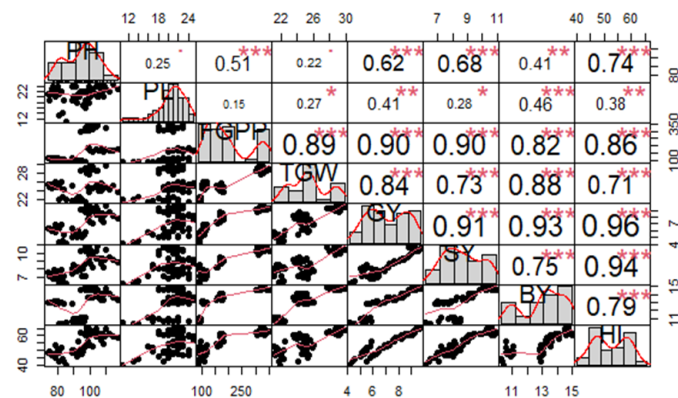 12 18 24 22 26 30 7 9 11 40 50 60
PH 0.25 . 0.51 *** 0.22 . 0.62 *** 0.68 *** 0.41 ** 0.74 *** 80
22 12 PL 0.15 0.27 * 0.41 ** 0.28 * 0.46 *** 0.38 **
FGPP 0.89 *** 0.90 *** 0.90 *** 0.82 *** 0.86 *** 350 100
28 22 TGW 0.84 *** 0.73 *** 0.88 *** 0.71 ***
GY 0.91 *** 0.93 *** 0.96 *** 7 4
10 7 SY 0.75 *** 0.94 ***
BY 0.79 *** 15 11
60 40 HI
80 100 100 250 4 6 8 11 13 15